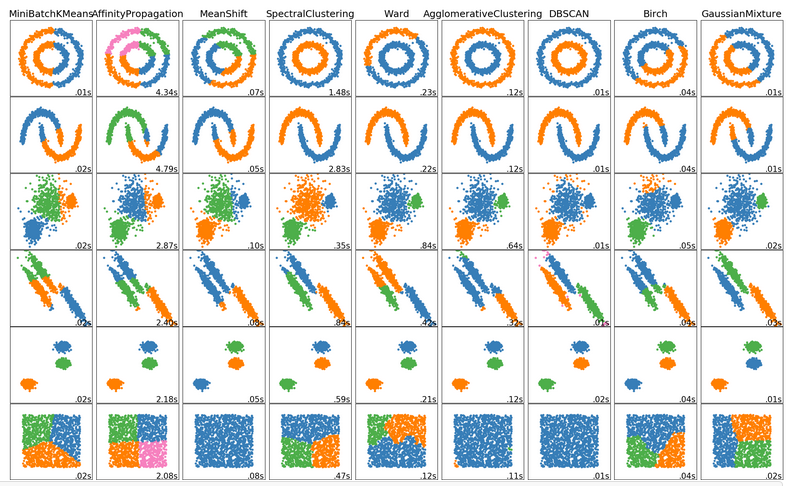 MiniBatchKMeans AffinityPropagation MeanShift SpectralClustering Ward AgglomerativeClustering DBSCAN Birch GaussianMixture
.01s 4.34s .07s 1.48s .23s .12s .01s .04s .01s
.02s 4.79s .05s 2.83s .22s .12s .01s .04s .01s
.02s 2.87s .10s .35s .84s .64s .01s .05s .02s
.02s 2.40s .08s .84s .42s .32s .01s .04s .03s
.02s 2.18s .05s .59s .21s .12s .02s .04s .01s
.02s 2.08s .08s .47s .12s .11s .01s .04s .02s